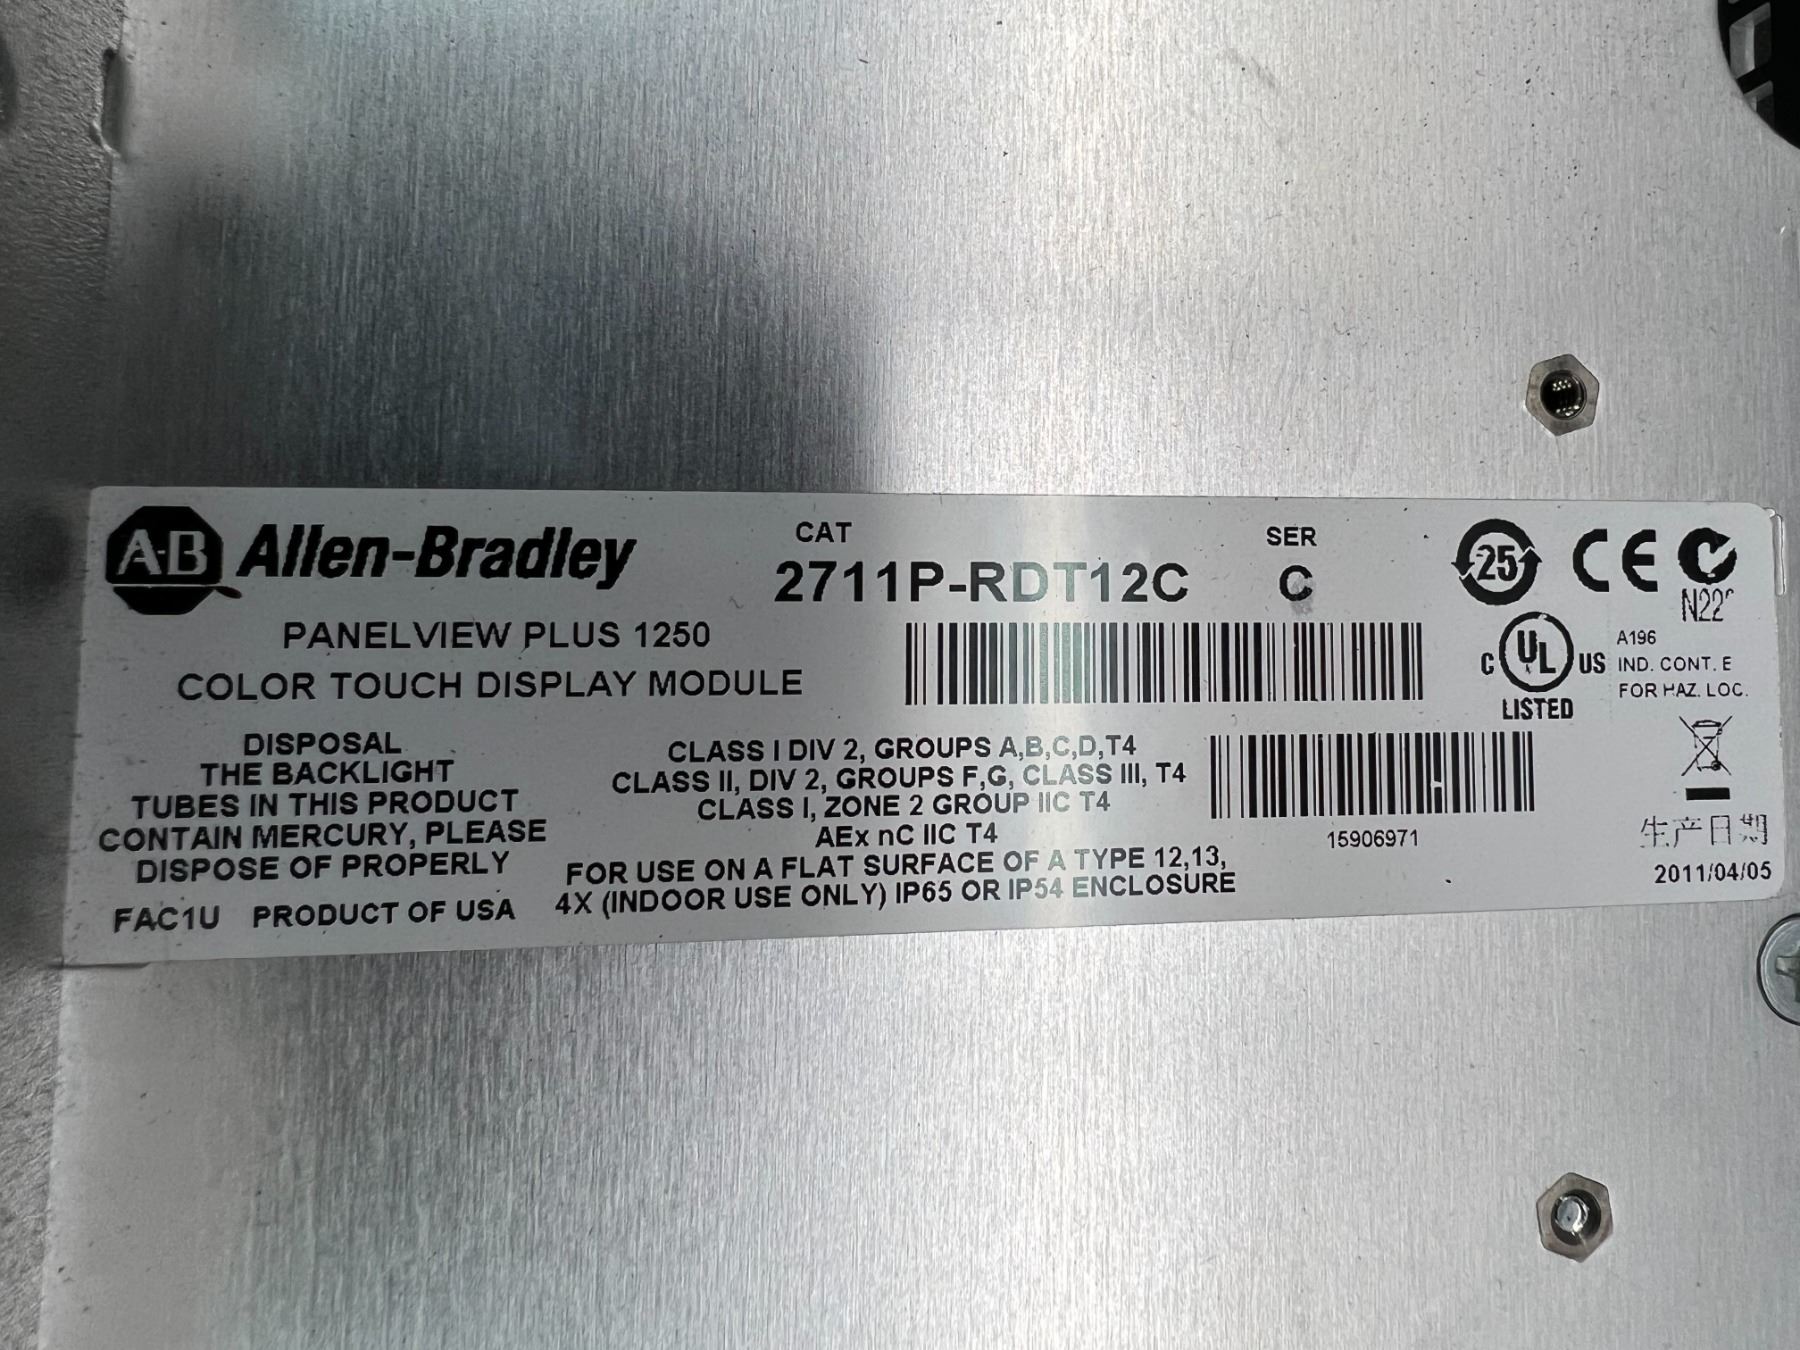 A-B Allen-Bradley
CAT
SER
2711P-RDT12C
C
25
CE
PANELVIEW PLUS 1250
COLOR TOUCH DISPLAY MODULE
C UL US
LISTED
A196
IND. CONT. E
FOR HAZ. LOC.
DISPOSAL
THE BACKLIGHT
TUBES IN THIS PRODUCT
CONTAIN MERCURY, PLEASE
DISPOSE OF PROPERLY
FAC1U PRODUCT OF USA
CLASS I DIV 2, GROUPS A,B,C,D,T4
CLASS II, DIV 2, GROUPS F,G, CLASS III, T4
CLASS I, ZONE 2 GROUP IIC T4
AEx nC IIC T4
FOR USE ON A FLAT SURFACE OF A TYPE 12,13,
4X (INDOOR USE ONLY) IP65 OR IP54 ENCLOSURE
15906971
生产日期
2011/04/05